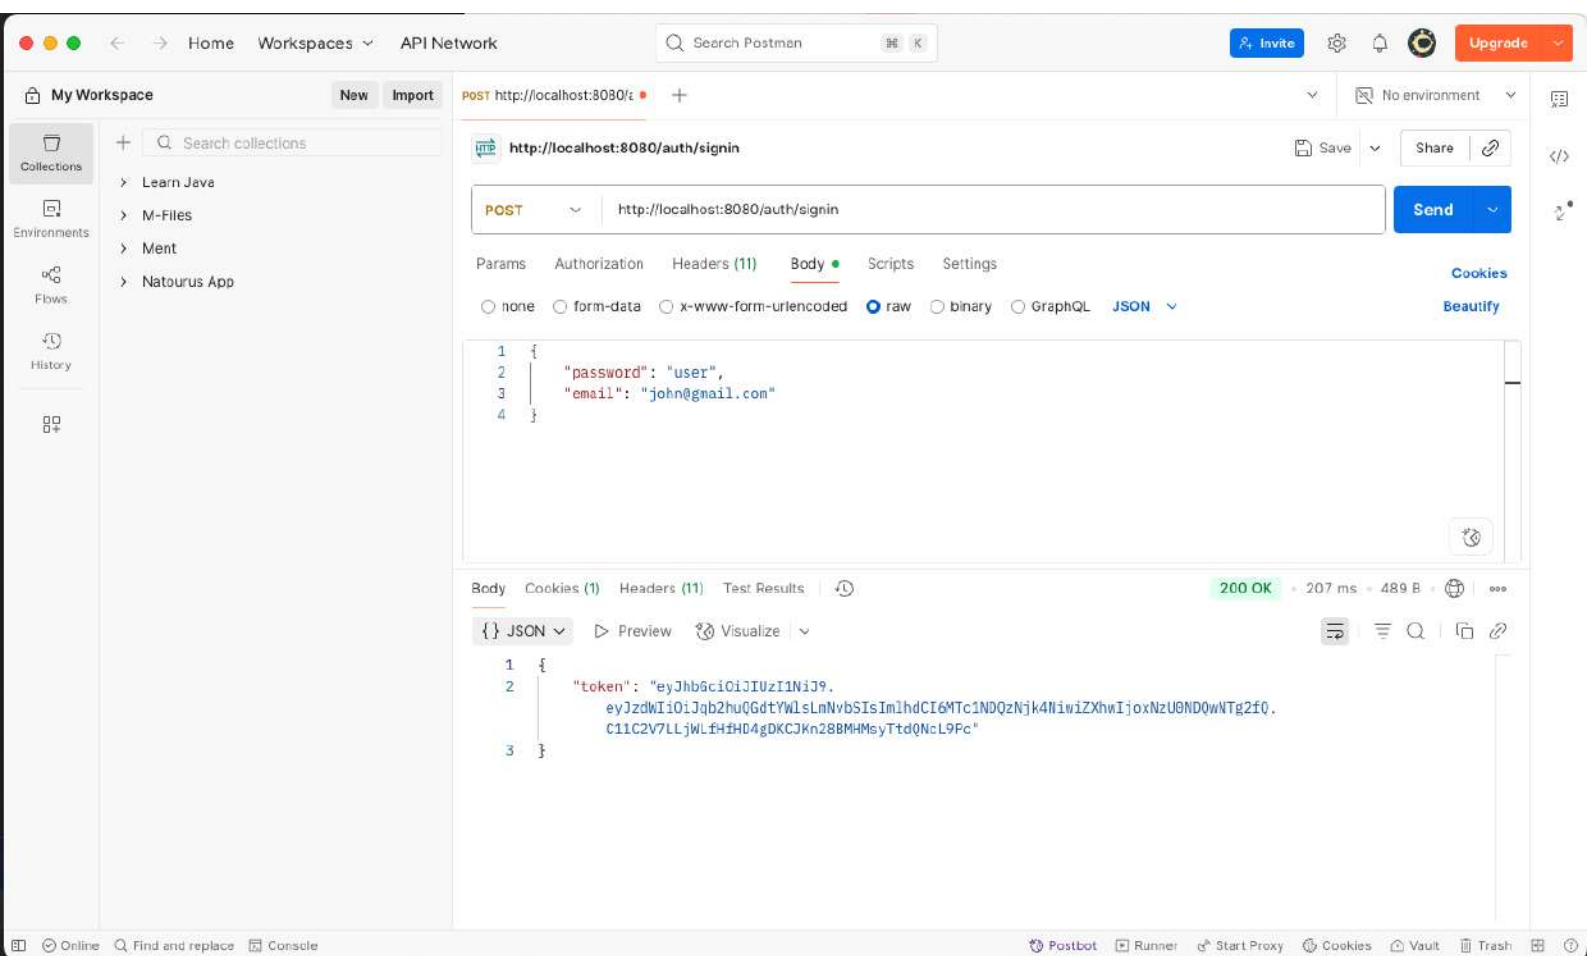 Home Workspaces API Network Search Postman ⌘ K Invite Upgrade
My Workspace New Import POST http://localhost:8080/a No environment
Collections
Search collections
http://localhost:8080/auth/signin Save Share
Learn Java
M-Files
Ment
Natourus App
Environments
Flows
History
POST http://localhost:8080/auth/signin Send
Params Authorization Headers (11) Body Scripts Settings Cookies
none form-data x-www-form-urlencoded raw binary GraphQL JSON Beautify
1 {
2 "password": "user",
3 "email": "john@gmail.com"
4 }
Body Cookies (1) Headers (11) Test Results 200 OK 207 ms 489 B
{} JSON Preview Visualize
1 {
2 "token": "eyJhbGciOiJIUzI1NiJ9.
eyJzdWIiOiJqb2huQGdtYWlsLmNvbSIsImlhdCI6MTc1NDQzNjk4NiwiZXhwIjoxNzU0NDQwNTg2fQ.
C11C2V7LLjWLfHfHD4gDKCJKn28BMHMsyTtdQNcL9Pc"
3 }
Online Find and replace Console Postbot Runner Start Proxy Cookies Vault Trash